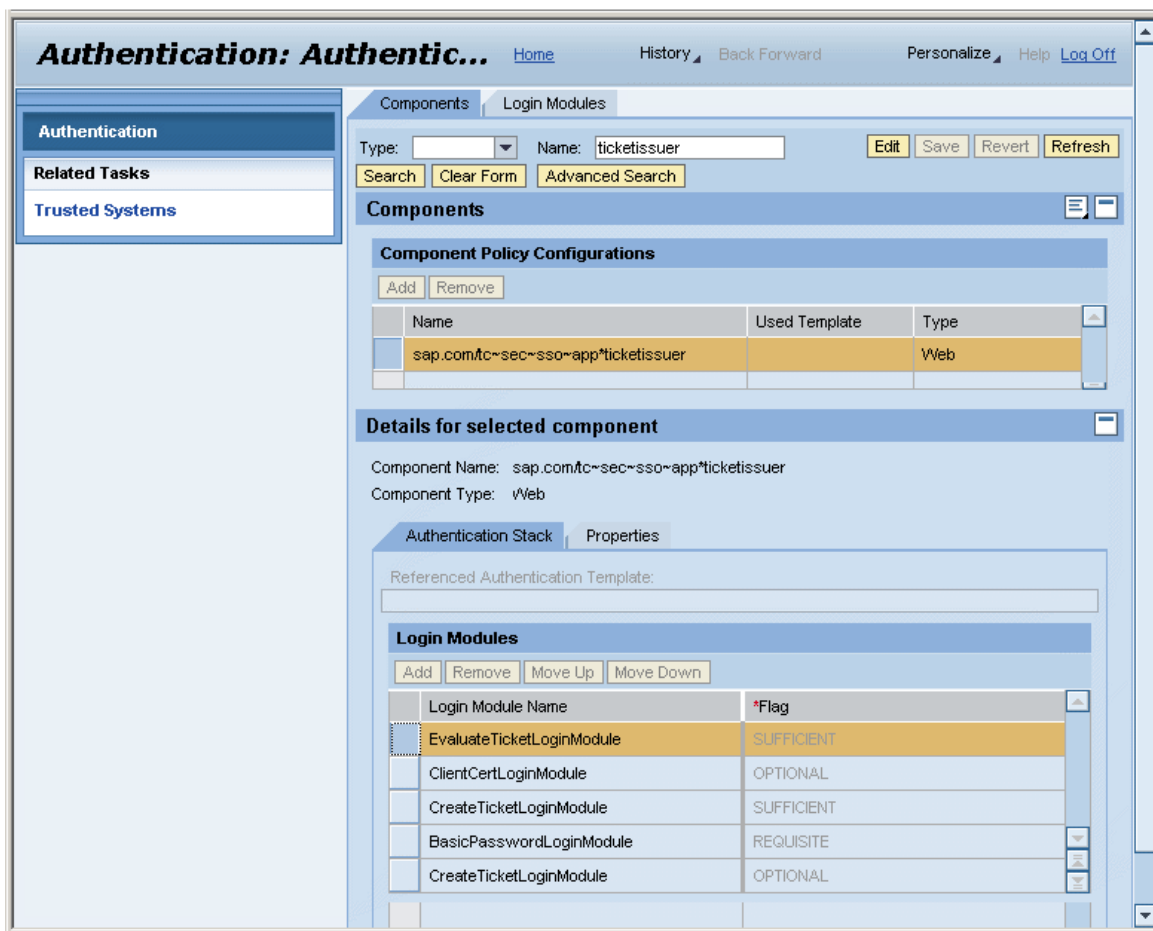 Authentication: Authentic... Home History Back Forward Personalize Help Log Off
Components Login Modules
Authentication
Related Tasks
Trusted Systems
Type: Name: ticketissuer Edit Save Revert Refresh
Search Clear Form Advanced Search
Components
Component Policy Configurations
Add Remove
Name Used Template Type
sap.com/tc~sec~sso~app*ticketissuer Web
Details for selected component
Component Name: sap.com/tc~sec~sso~app*ticketissuer
Component Type: Web
Authentication Stack Properties
Referenced Authentication Template:
Login Modules
Add Remove Move Up Move Down
Login Module Name *Flag
EvaluateTicketLoginModule SUFFICIENT
ClientCertLoginModule OPTIONAL
CreateTicketLoginModule SUFFICIENT
BasicPasswordLoginModule REQUISITE
CreateTicketLoginModule OPTIONAL